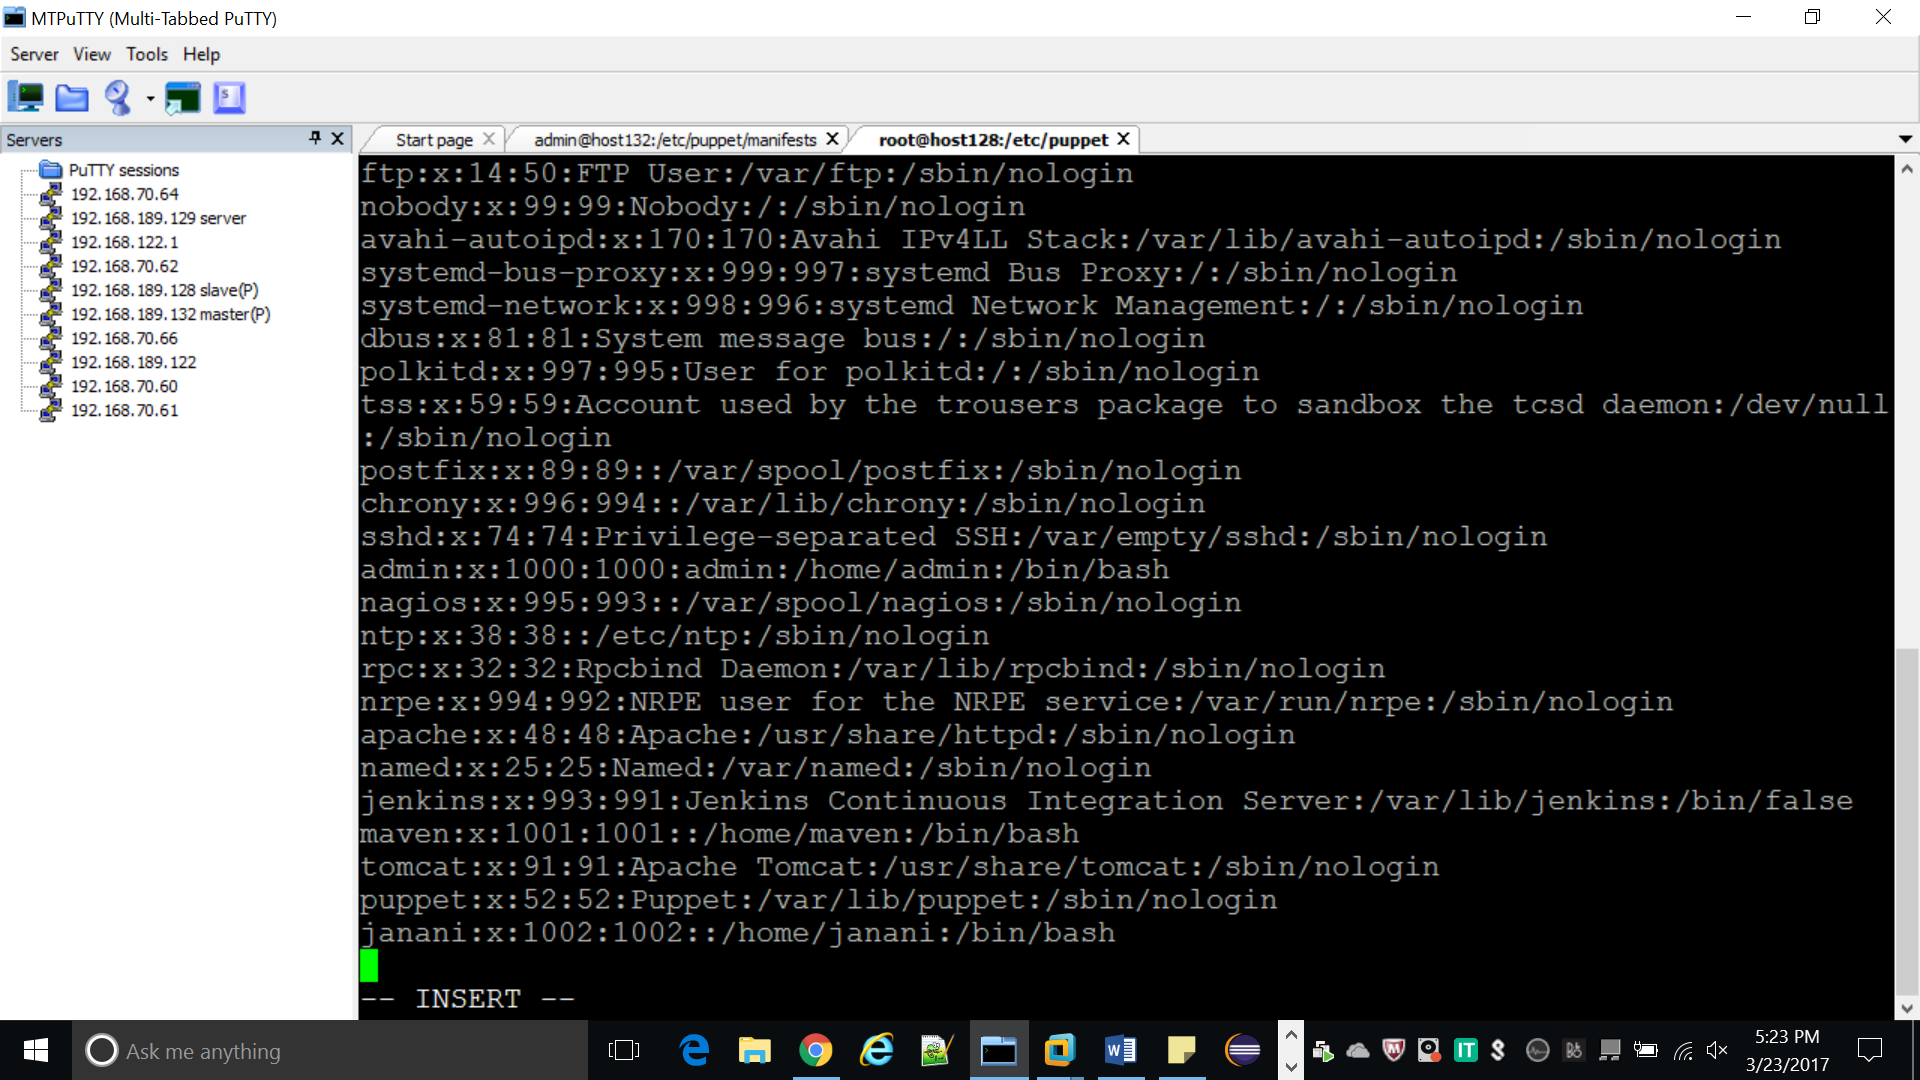 MTPuTTY (Multi-Tabbed PuTTY)
Server View Tools Help
Servers
Start page
admin@host132:/etc/puppet/manifests
root@host128:/etc/puppet
PuTTY sessions
192.168.70.64
192.168.189.129 server
192.168.122.1
192.168.70.62
192.168.189.128 slave(P)
192.168.189.132 master(P)
192.168.70.66
192.168.189.122
192.168.70.60
192.168.70.61
ftp:x:14:50:FTP User:/var/ftp:/sbin/nologin
nobody:x:99:99:Nobody:/:/sbin/nologin
avahi-autoipd:x:170:170:Avahi IPv4LL Stack:/var/lib/avahi-autoipd:/sbin/nologin
systemd-bus-proxy:x:999:997:systemd Bus Proxy:/:/sbin/nologin
systemd-network:x:998:996:systemd Network Management:/:/sbin/nologin
dbus:x:81:81:System message bus:/:/sbin/nologin
polkitd:x:997:995:User for polkitd:/:/sbin/nologin
tss:x:59:59:Account used by the trousers package to sandbox the tcsd daemon:/dev/null
:/sbin/nologin
postfix:x:89:89::/var/spool/postfix:/sbin/nologin
chrony:x:996:994::/var/lib/chrony:/sbin/nologin
sshd:x:74:74:Privilege-separated SSH:/var/empty/sshd:/sbin/nologin
admin:x:1000:1000:admin:/home/admin:/bin/bash
nagios:x:995:993::/var/spool/nagios:/sbin/nologin
ntp:x:38:38::/etc/ntp:/sbin/nologin
rpc:x:32:32:Rpcbind Daemon:/var/lib/rpcbind:/sbin/nologin
nrpe:x:994:992:NRPE user for the NRPE service:/var/run/nrpe:/sbin/nologin
apache:x:48:48:Apache:/usr/share/httpd:/sbin/nologin
named:x:25:25:Named:/var/named:/sbin/nologin
jenkins:x:993:991:Jenkins Continuous Integration Server:/var/lib/jenkins:/bin/false
maven:x:1001:1001::/home/maven:/bin/bash
tomcat:x:91:91:Apache Tomcat:/usr/share/tomcat:/sbin/nologin
puppet:x:52:52:Puppet:/var/lib/puppet:/sbin/nologin
janani:x:1002:1002::/home/janani:/bin/bash
-- INSERT --
Ask me anything
IT
5:23 PM
3/23/2017